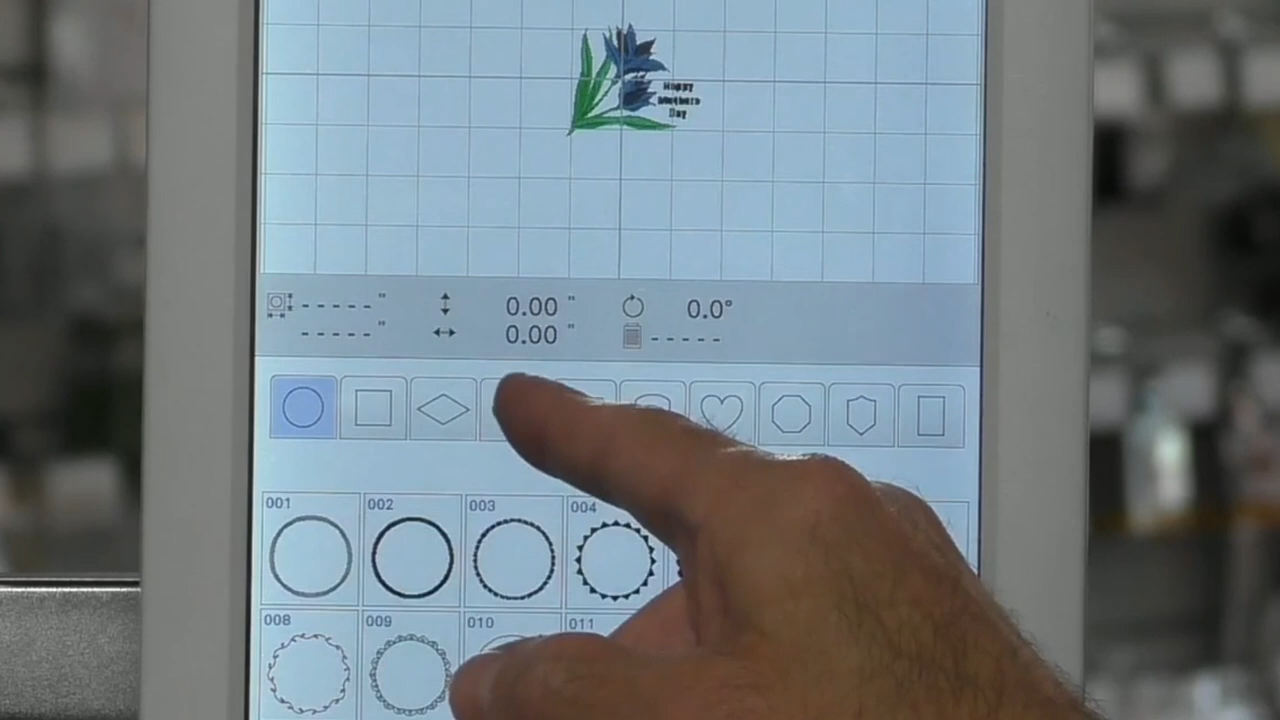 Happy
Mothers
Day
- - - - - " 0.00 " 0.0°
- - - - - " 0.00 " - - - - -
001 002 003 004
008 009 010 011